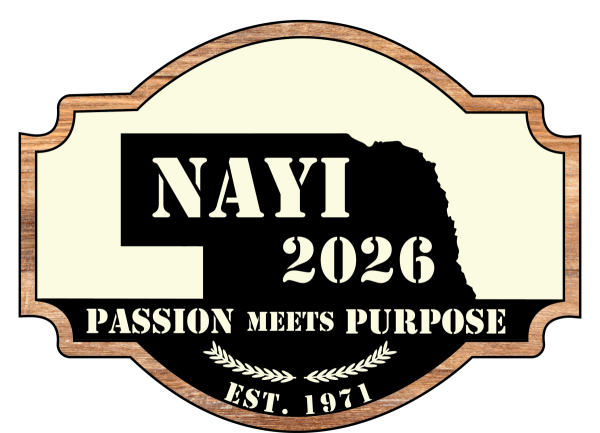 NAYI
2026
PASSION MEETS PURPOSE
EST. 1971